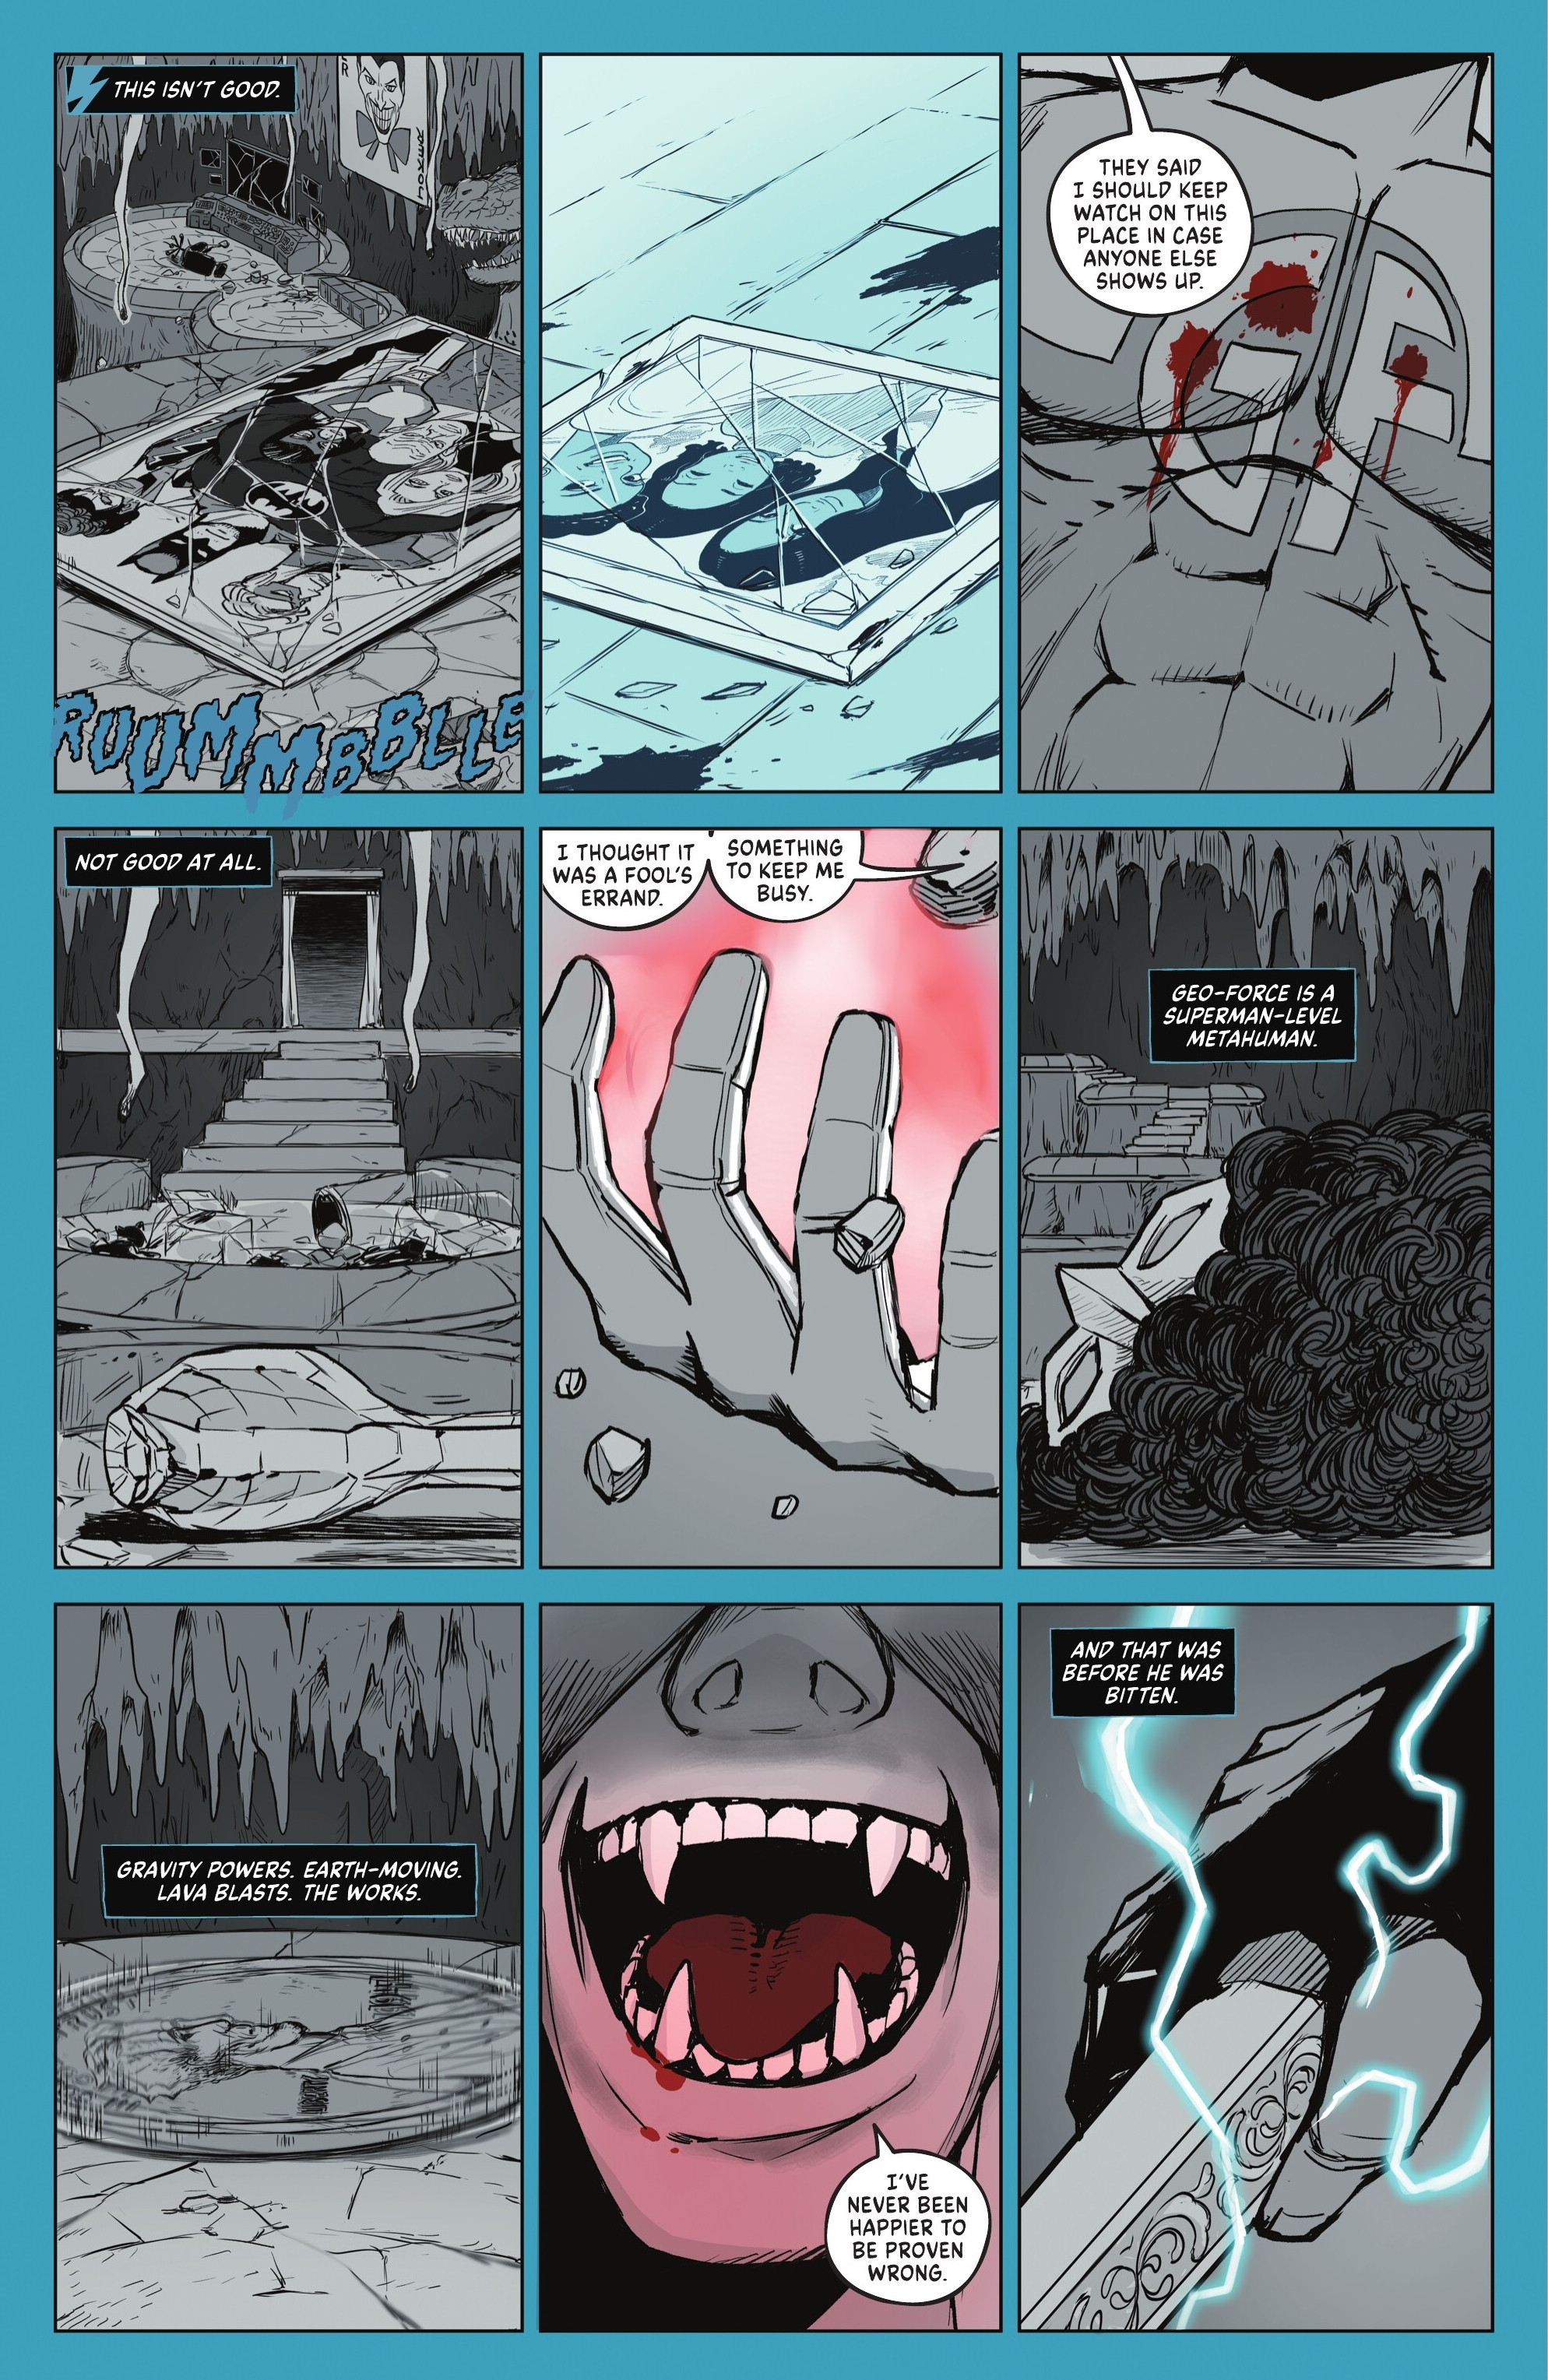 THIS ISN'T GOOD.
RUUUMMBBLLE
THEY SAID
I SHOULD KEEP
WATCH ON THIS
PLACE IN CASE
ANYONE ELSE
SHOWS UP.
NOT GOOD AT ALL.
I THOUGHT IT
WAS A FOOL'S
ERRAND.
SOMETHING
TO KEEP ME
BUSY.
GEO-FORCE IS A
SUPERMAN-LEVEL
METAHUMAN.
GRAVITY POWERS. EARTH-MOVING.
LAVA BLASTS. THE WORKS.
I'VE
NEVER BEEN
HAPPIER TO
BE PROVEN
WRONG.
AND THAT WAS
BEFORE HE WAS
BITTEN.